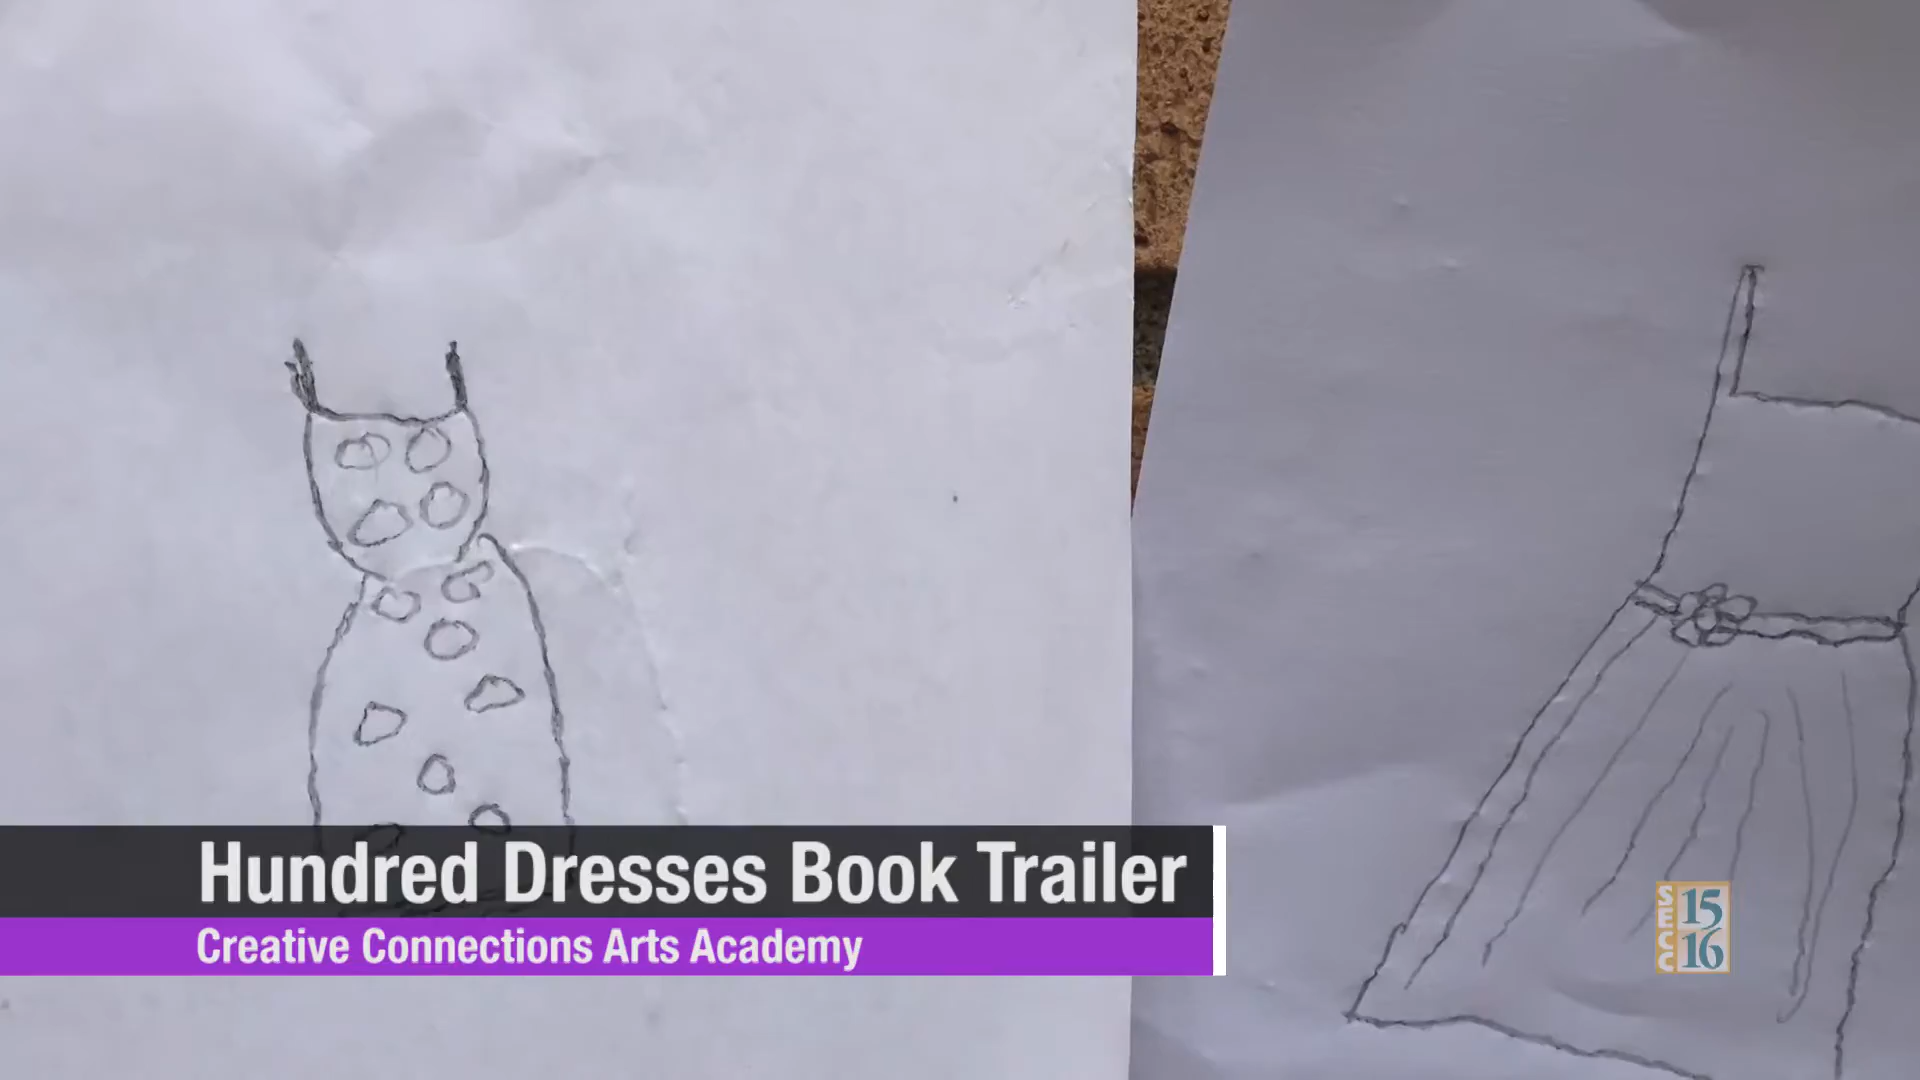 Hundred Dresses Book Trailer
Creative Connections Arts Academy
SECC
15
16